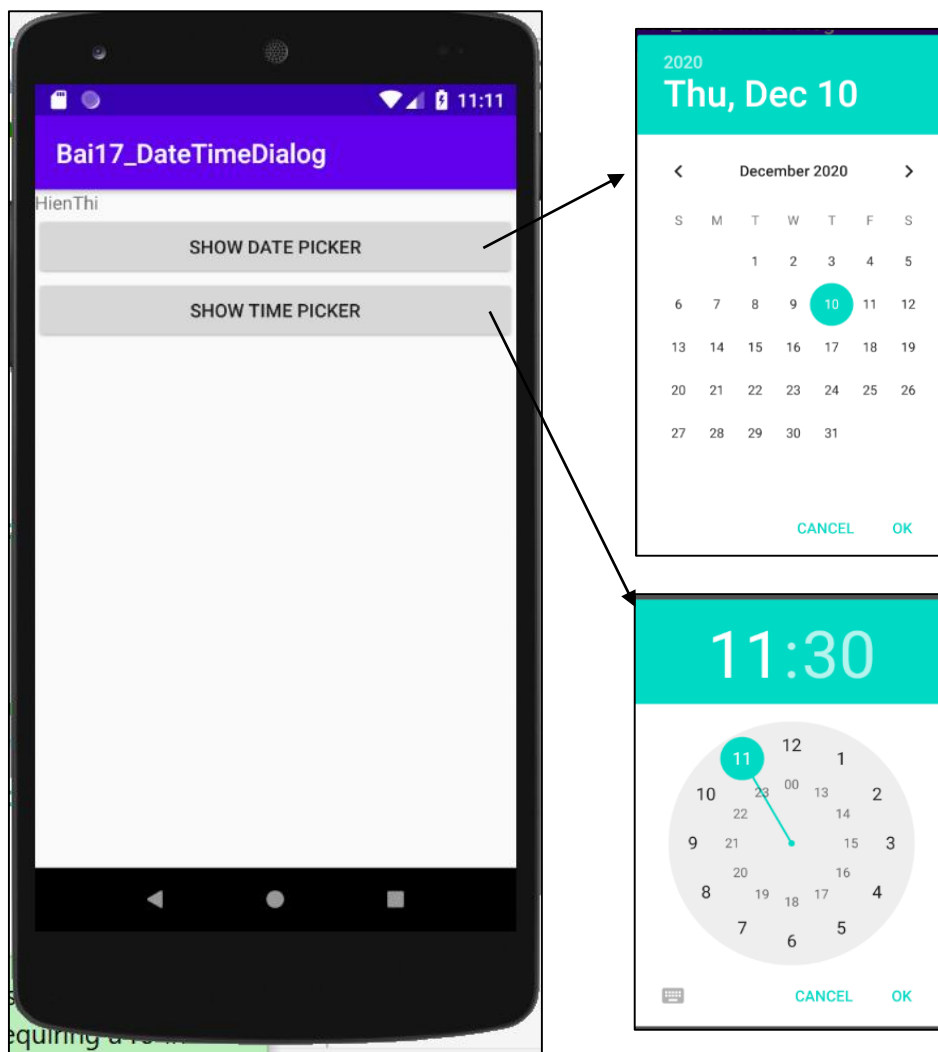 11:11
Bai17_DateTimeDialog
HienThi
SHOW DATE PICKER
SHOW TIME PICKER
2020
Thu, Dec 10
December 2020
S M T W T F S
1 2 3 4 5
6 7 8 9 10 11 12
13 14 15 16 17 18 19
20 21 22 23 24 25 26
27 28 29 30 31
CANCEL OK
11:30
12
11 1
00
10 23 13 2
22 14
9 21 15 3
20 16
8 19 17 4
18
7 5
6
CANCEL OK